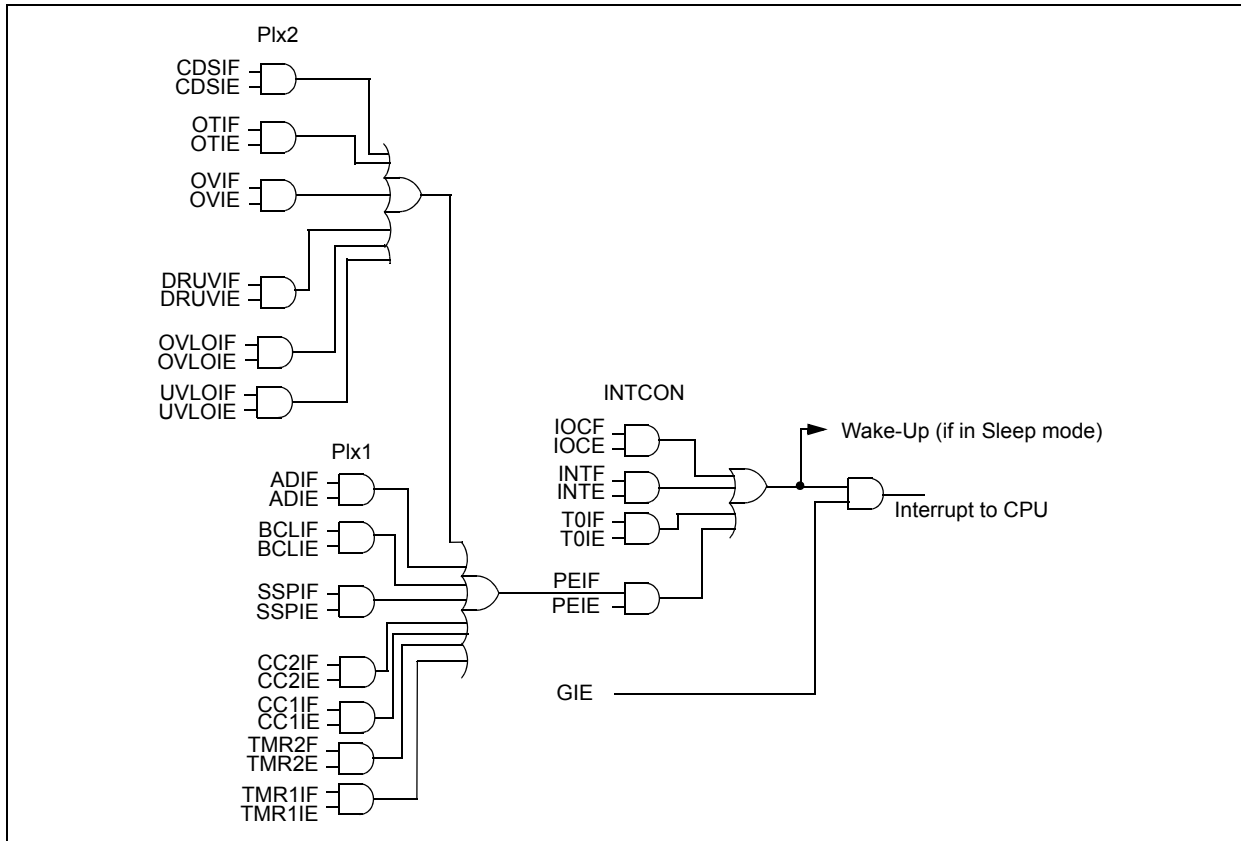 PIx2
CDSIF
CDSIE
OTIF
OTIE
OVIF
OVIE
DRUVIF
DRUVIE
OVLOIF
OVLOIE
UVLOIF
UVLOIE
PIx1
ADIF
ADIE
BCLIF
BCLIE
SSPIF
SSPIE
CC2IF
CC2IE
CC1IF
CC1IE
TMR2F
TMR2E
TMR1IF
TMR1IE
INTCON
IOCF
IOCE
INTF
INTE
T0IF
T0IE
PEIF
PEIE
GIE
Wake-Up (if in Sleep mode)
Interrupt to CPU